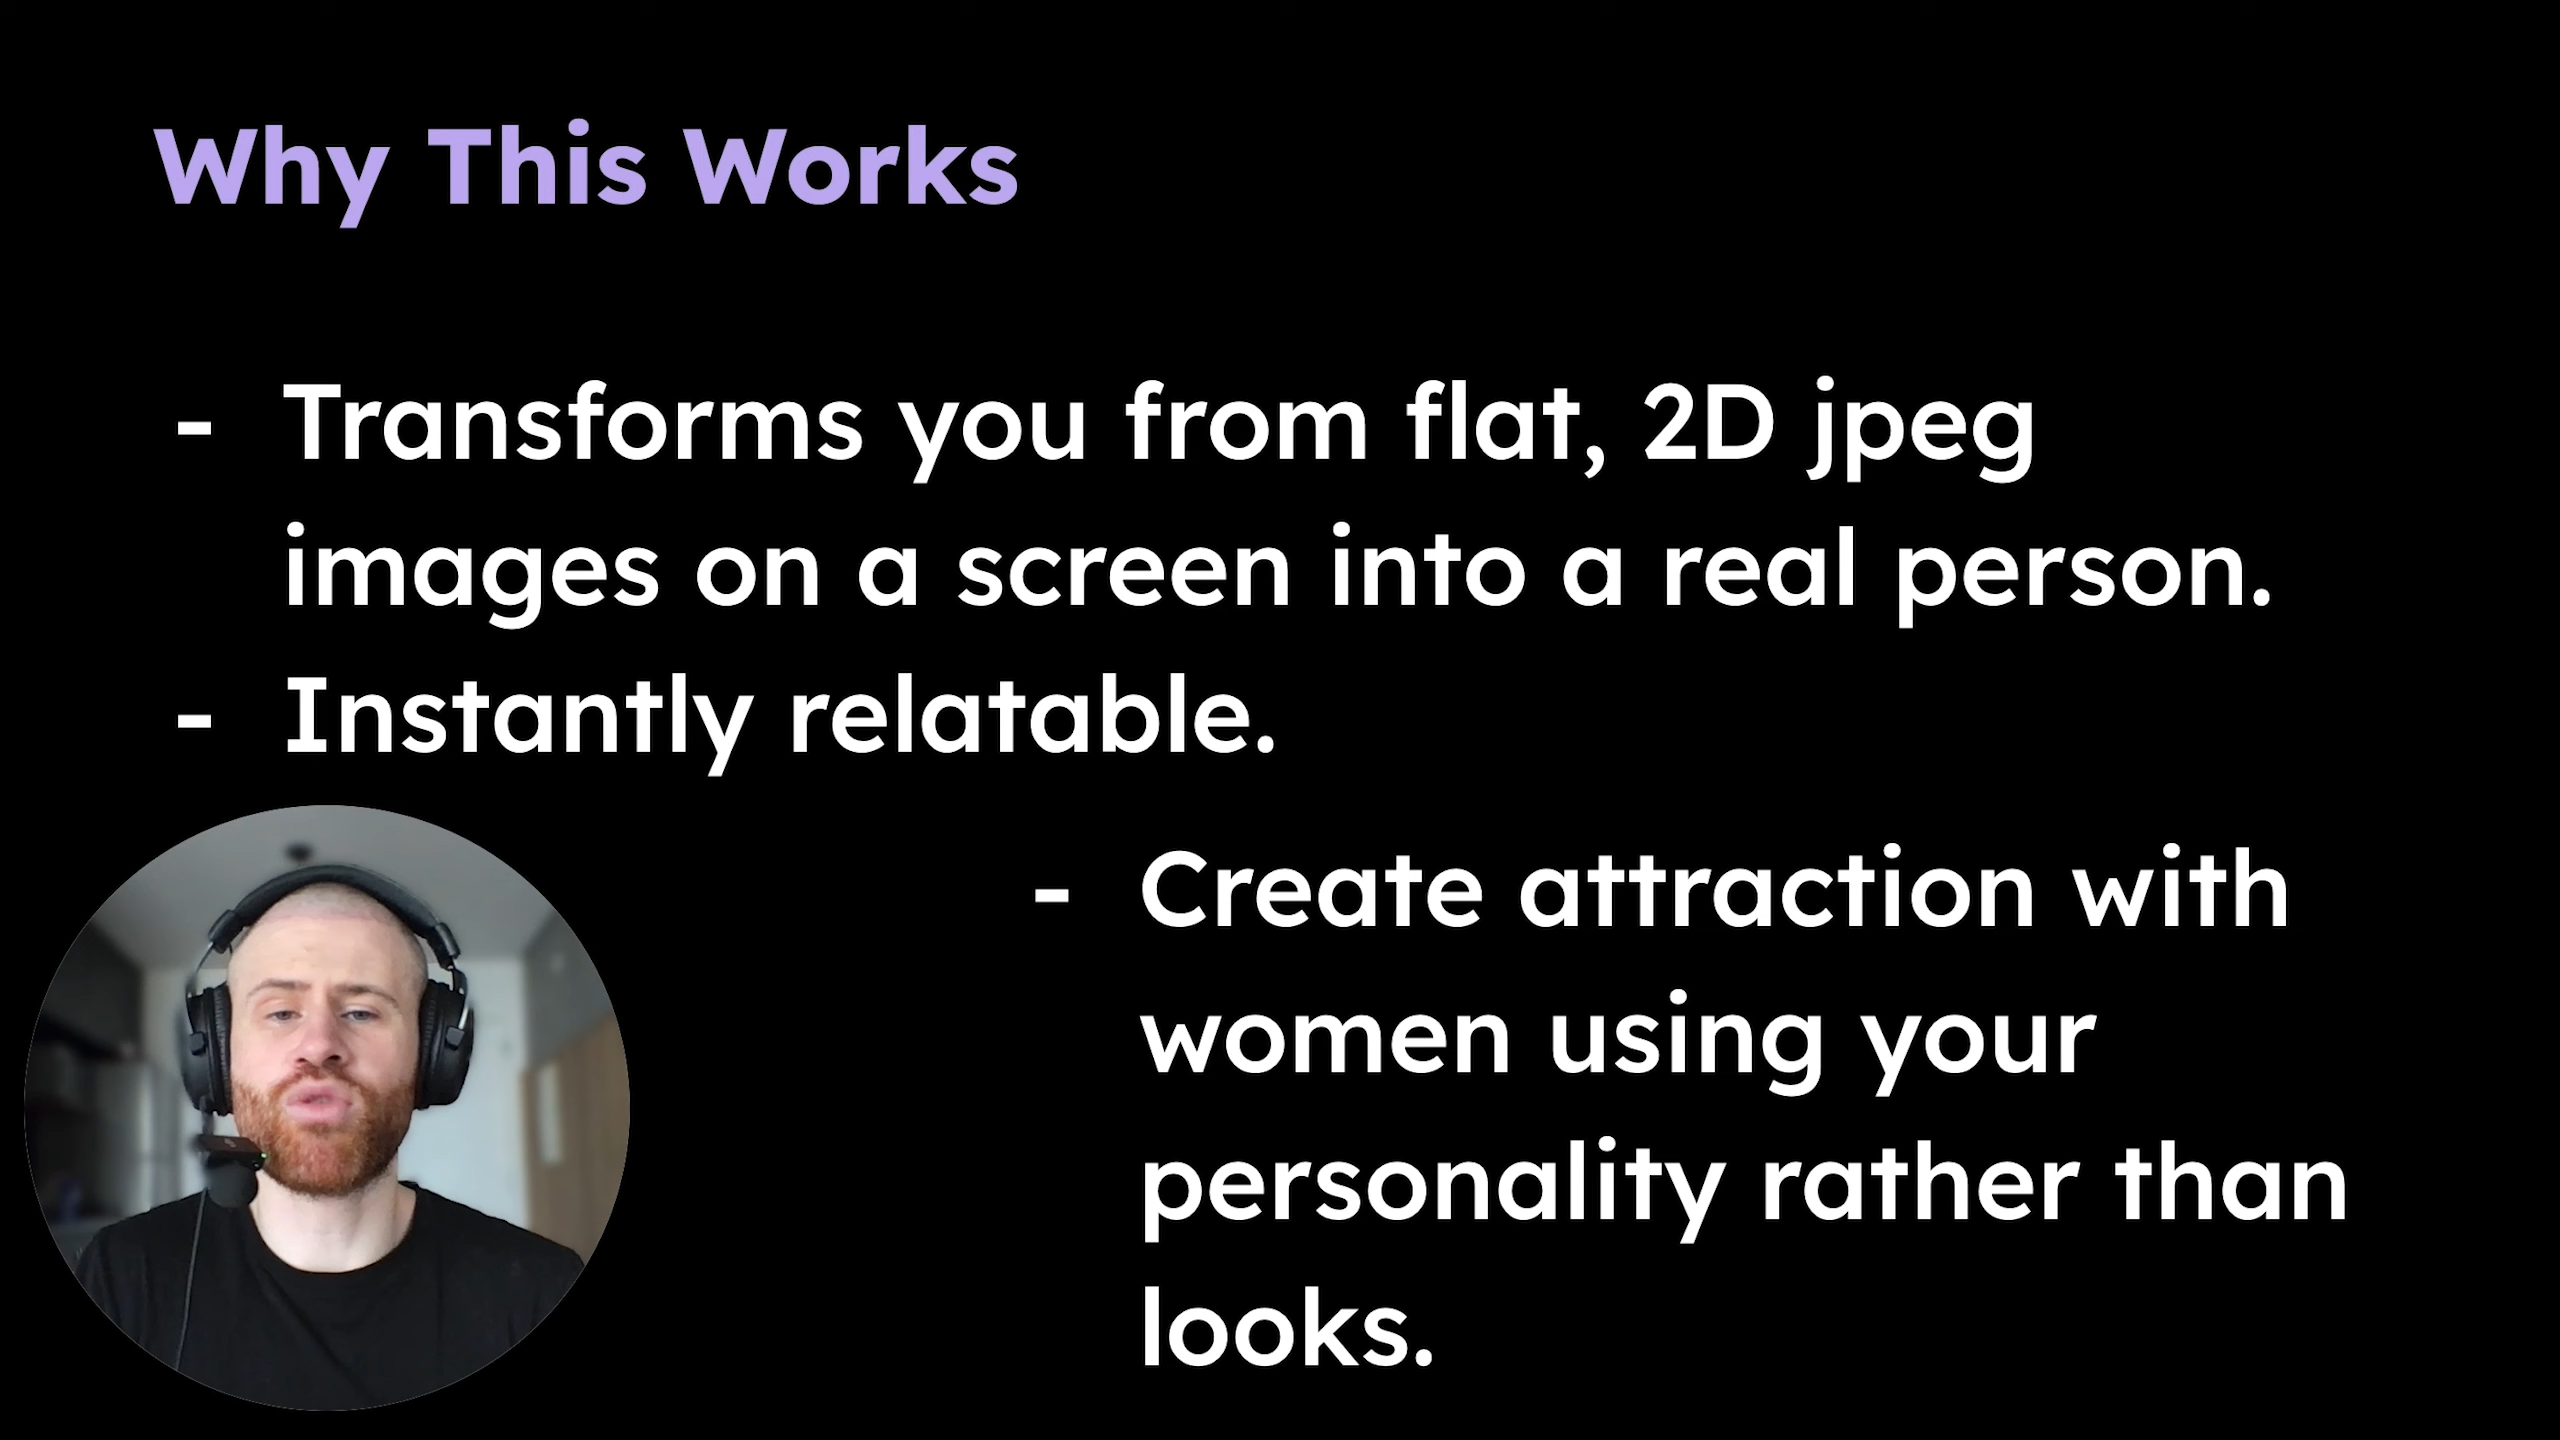 Why This Works
- Transforms you from flat, 2D jpeg
images on a screen into a real person.
- Instantly relatable.
- Create attraction with
women using your
personality rather than
looks.